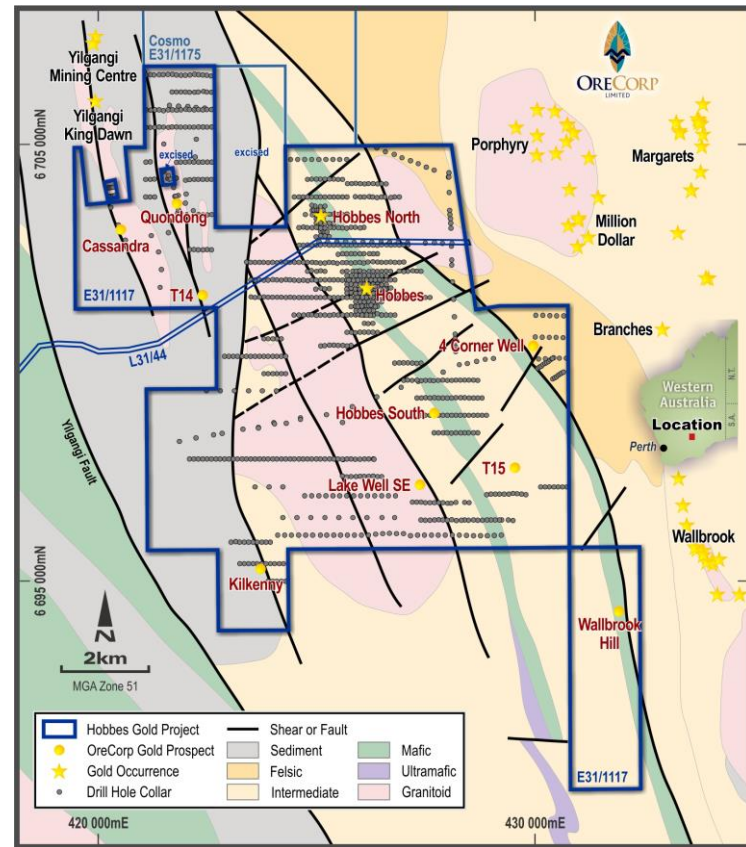 Cosmo
E31/1175
Yilgangi
Mining Centre
Yilgangi
King Dawn
ORECORP
LIMITED
6 705 000mN
excised
excised
Porphyry
Margarets
Quondong
Hobbes North
Cassandra
Million
Dollar
E31/1117
T14
Hobbes
L31/44
Branches
4 Corner Well
Western
Australia
N.T.
S.A.
Location
Perth
Hobbes South
Yilgangi Fault
T15
Lake Well SE
Wallbrook
6 695 000mN
Kilkenny
Wallbrook
Hill
N
2km
MGA Zone 51
Hobbes Gold Project
OreCorp Gold Prospect
Gold Occurrence
Drill Hole Collar
Shear or Fault
Sediment
Felsic
Intermediate
Mafic
Ultramafic
Granitoid
E31/1117
420 000mE
430 000mE